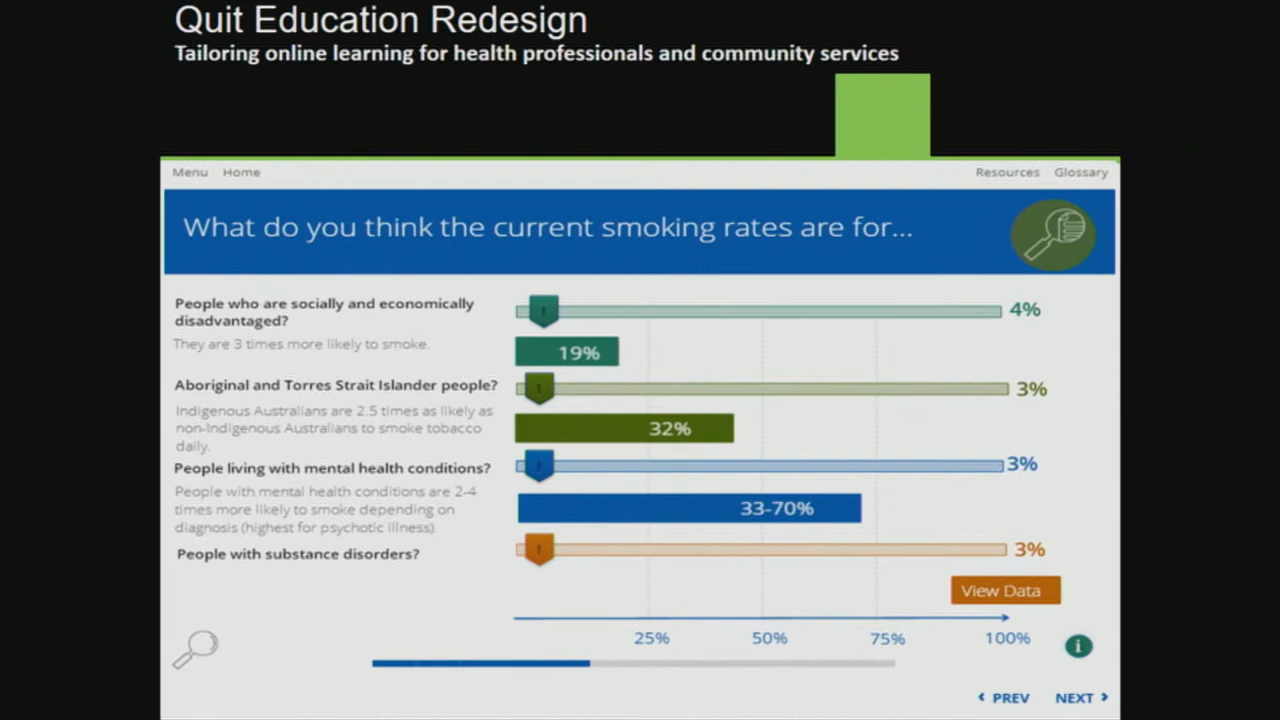 Quit Education Redesign
Tailoring online learning for health professionals and community services
Menu Home
Resources Glossary
What do you think the current smoking rates are for...
People who are socially and economically
disadvantaged?
4%
They are 3 times more likely to smoke.
19%
Aboriginal and Torres Strait Islander people?
3%
Indigenous Australians are 2.5 times as likely as
non-Indigenous Australians to smoke tobacco
daily.
32%
People living with mental health conditions?
3%
People with mental health conditions are 2-4
times more likely to smoke depending on
diagnosis (highest for psychotic illness).
33-70%
People with substance disorders?
3%
View Data
25% 50% 75% 100%
i
PREV NEXT